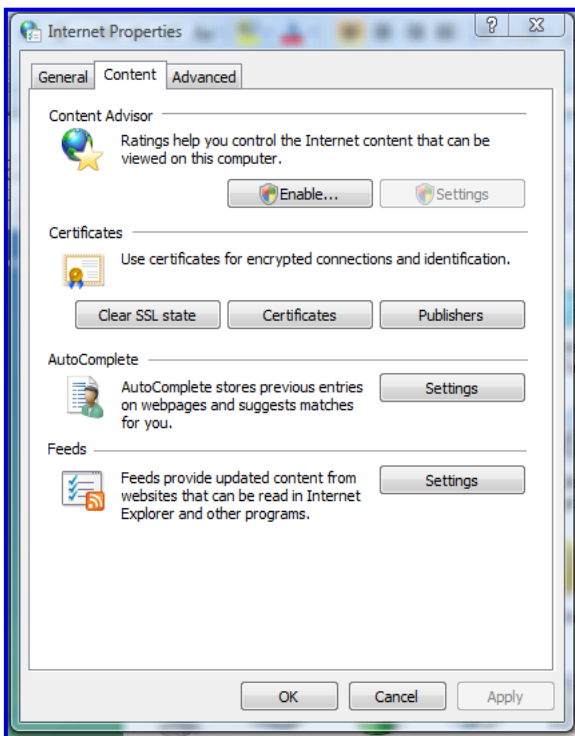 Internet Properties
General Content Advanced
Content Advisor
Ratings help you control the Internet content that can be
viewed on this computer.
Enable... Settings
Certificates
Use certificates for encrypted connections and identification.
Clear SSL state Certificates Publishers
AutoComplete
AutoComplete stores previous entries
on webpages and suggests matches
for you.
Settings
Feeds
Feeds provide updated content from
websites that can be read in Internet
Explorer and other programs.
Settings
OK Cancel Apply